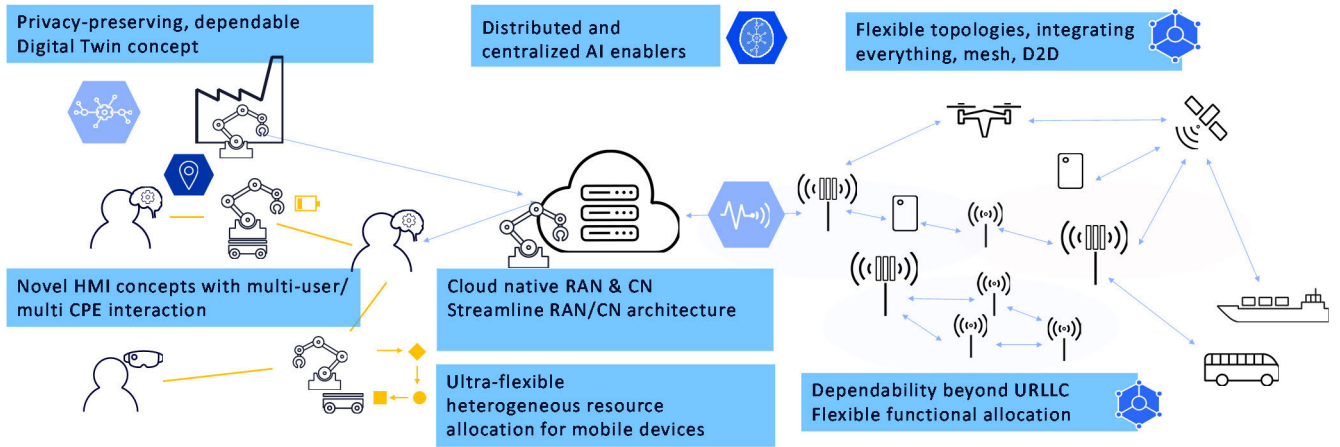 Privacy-preserving, dependable
Digital Twin concept
Distributed and
centralized AI enablers
Flexible topologies, integrating
everything, mesh, D2D
Novel HMI concepts with multi-user/
multi CPE interaction
Cloud native RAN & CN
Streamline RAN/CN architecture
Ultra-flexible
heterogeneous resource
allocation for mobile devices
Dependability beyond URLLC
Flexible functional allocation